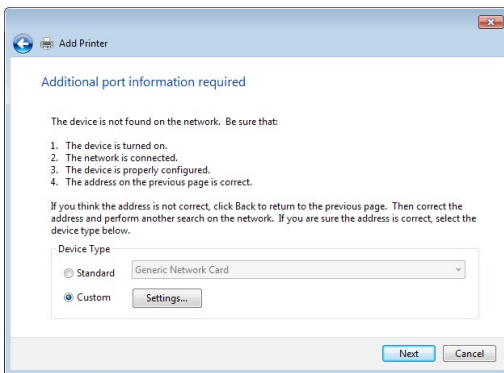 Add Printer
Additional port information required
The device is not found on the network.  Be sure that:
1.  The device is turned on.
2.  The network is connected.
3.  The device is properly configured.
4.  The address on the previous page is correct.
If you think the address is not correct, click Back to return to the previous page.  Then correct the
address and perform another search on the network.  If you are sure the address is correct, select the
device type below.
Device Type
Standard Generic Network Card
Custom Settings...
Next Cancel